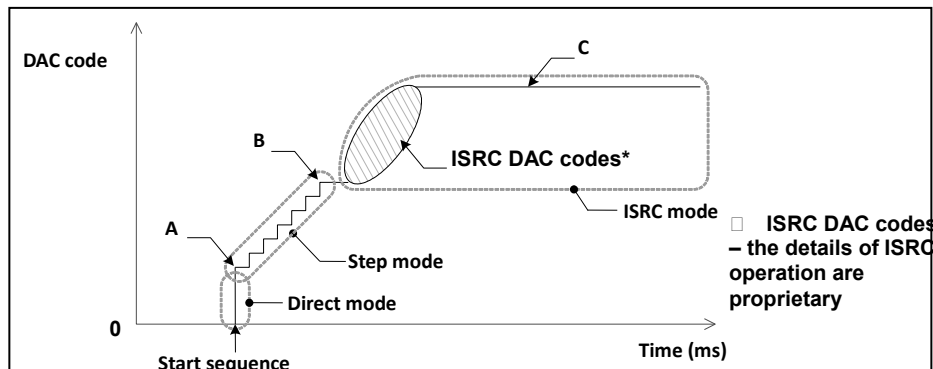 DAC code
C
B
ISRC DAC codes*
A
ISRC mode
ISRC DAC codes
– the details of ISRC
operation are
proprietary
Step mode
Direct mode
0
Time (ms)
Start sequence